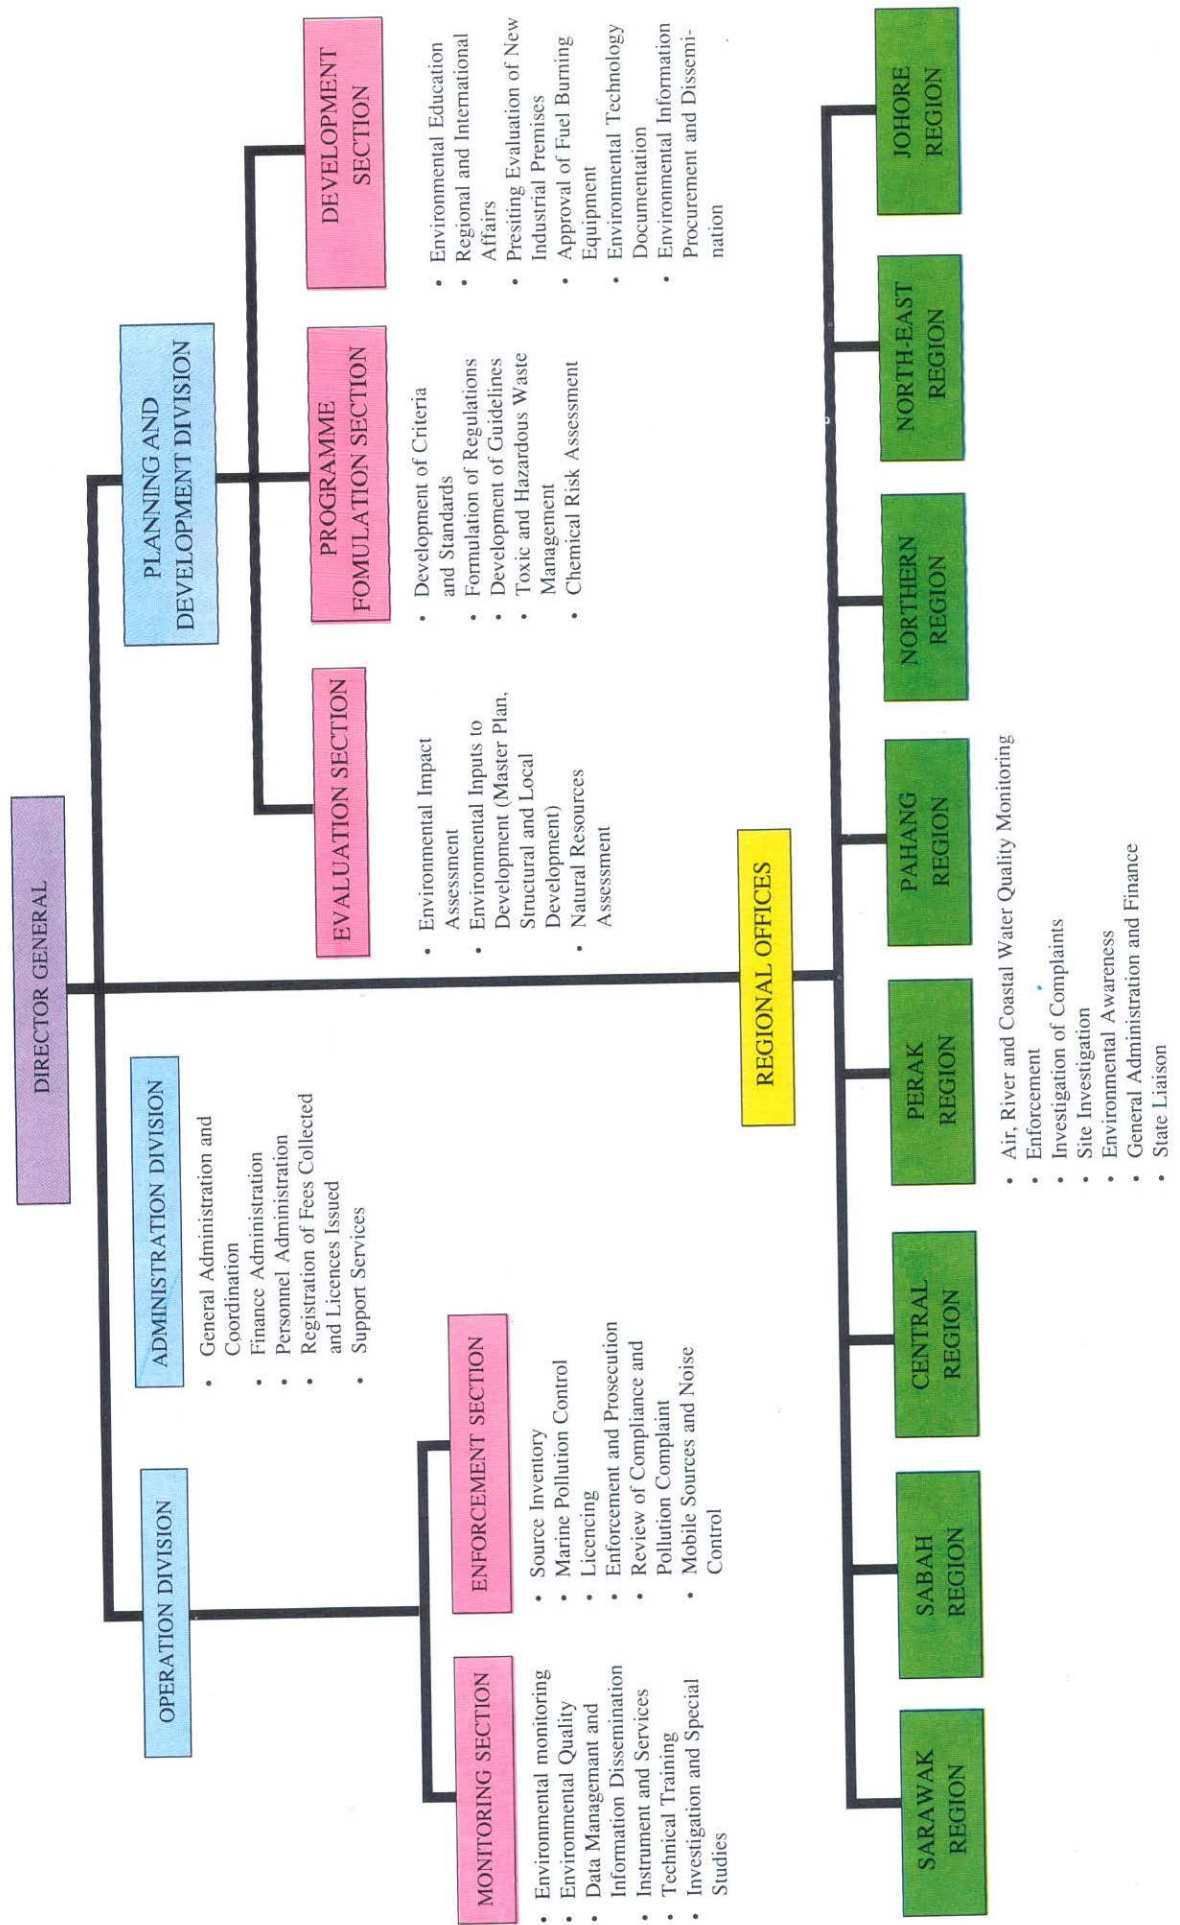 DIRECTOR GENERAL
OPERATION DIVISION
ADMINISTRATION DIVISION
• General Administration and
Coordination
• Finance Administration
• Personnel Administration
• Registration of Fees Collected
and Licences Issued
• Support Services
PLANNING AND
DEVELOPMENT DIVISION
MONITORING SECTION
• Environmental monitoring
• Environmental Quality
• Data Managemant and
Information Dissemination
• Instrument and Services
• Technical Training
• Investigation and Special
Studies
ENFORCEMENT SECTION
• Source Inventory
• Marine Pollution Control
• Licencing
• Enforcement and Prosecution
• Review of Compliance and
Pollution Complaint
• Mobile Sources and Noise
Control
EVALUATION SECTION
• Environmental Impact
Assessment
• Environmental Inputs to
Development (Master Plan,
Structural and Local
Development)
• Natural Resources
Assessment
PROGRAMME
FOMULATION SECTION
• Development of Criteria
and Standards
• Formulation of Regulations
• Development of Guidelines
• Toxic and Hazardous Waste
Management
• Chemical Risk Assessment
DEVELOPMENT
SECTION
• Environmental Education
• Regional and International
Affairs
• Presiting Evaluation of New
Industrial Premises
• Approval of Fuel Burning
Equipment
• Environmental Technology
Documentation
• Environmental Information
Procurement and Dissemi-
nation
REGIONAL OFFICES
SARAWAK
REGION
SABAH
REGION
CENTRAL
REGION
PERAK
REGION
PAHANG
REGION
NORTHERN
REGION
NORTH-EAST
REGION
JOHORE
REGION
• Air, River and Coastal Water Quality Monitoring
• Enforcement
• Investigation of Complaints
• Site Investigation
• Environmental Awareness
• General Administration and Finance
• State Liaison